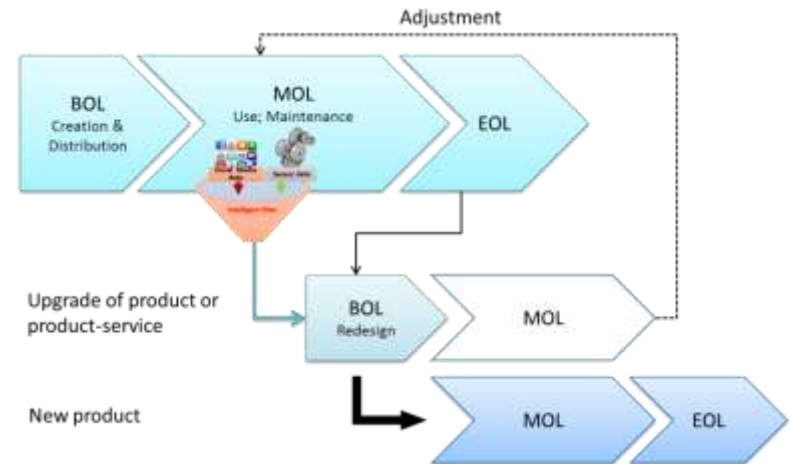 Adjustment
BOL
Creation &
Distribution
MOL
Use; Maintenance
EOL
Upgrade of product or
product-service
BOL
Redesign
MOL
New product
MOL
EOL